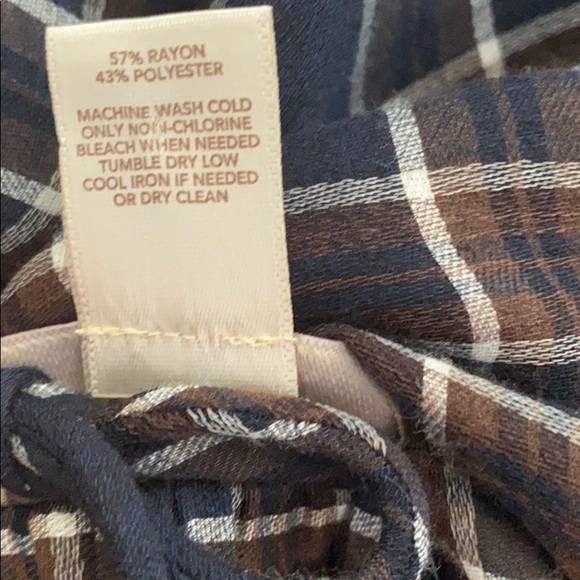 57% RAYON
43% POLYESTER
MACHINE WASH COLD
ONLY NON-CHLORINE
BLEACH WHEN NEEDED
TUMBLE DRY LOW
COOL IRON IF NEEDED
OR DRY CLEAN